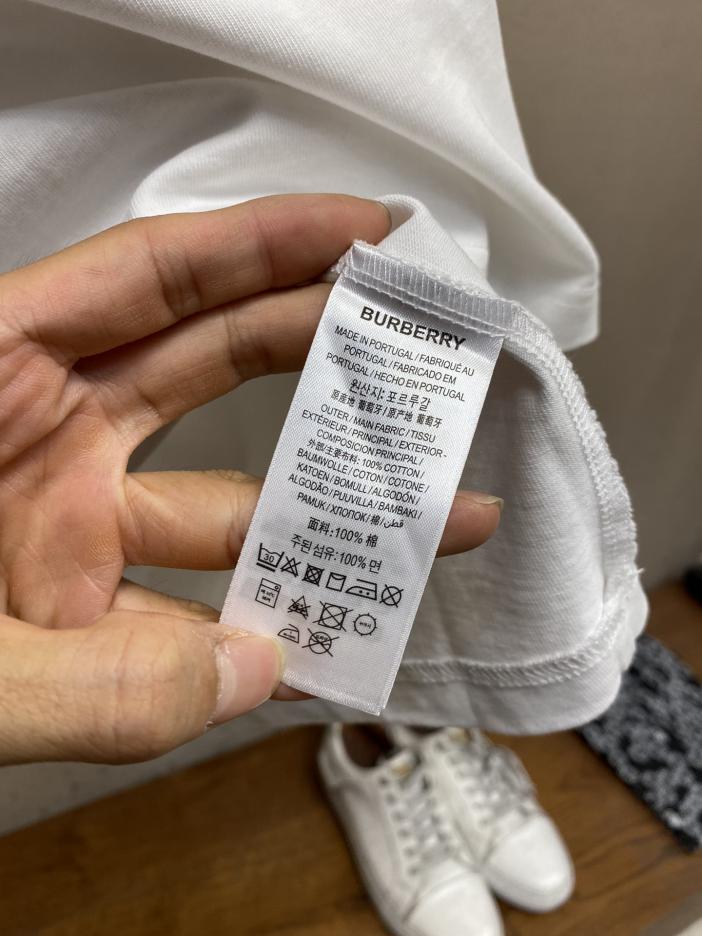 BURBERRY
MADE IN PORTUGAL / FABRIQUÉ AU
PORTUGAL / FABRICADO EM
PORTUGAL / HECHO EN PORTUGAL
원산지: 포르루갈
原産地 葡萄牙 / 原产地 葡萄牙
OUTER / MAIN FABRIC / TISSU
EXTÉRIEUR / PRINCIPAL / EXTERIOR-
COMPOSICION PRINCIPAL /
外部/主要布料: 100% COTTON /
BAUMWOLLE / COTON / COTONE /
KATOEN / BOMULL / ALGODÓN /
ALGODÃO / PUUVILLA / BAMBAKI /
PAMUK / ХЛОПОК / 棉 / قطن
面料: 100% 棉
주된 섬유: 100% 면
30